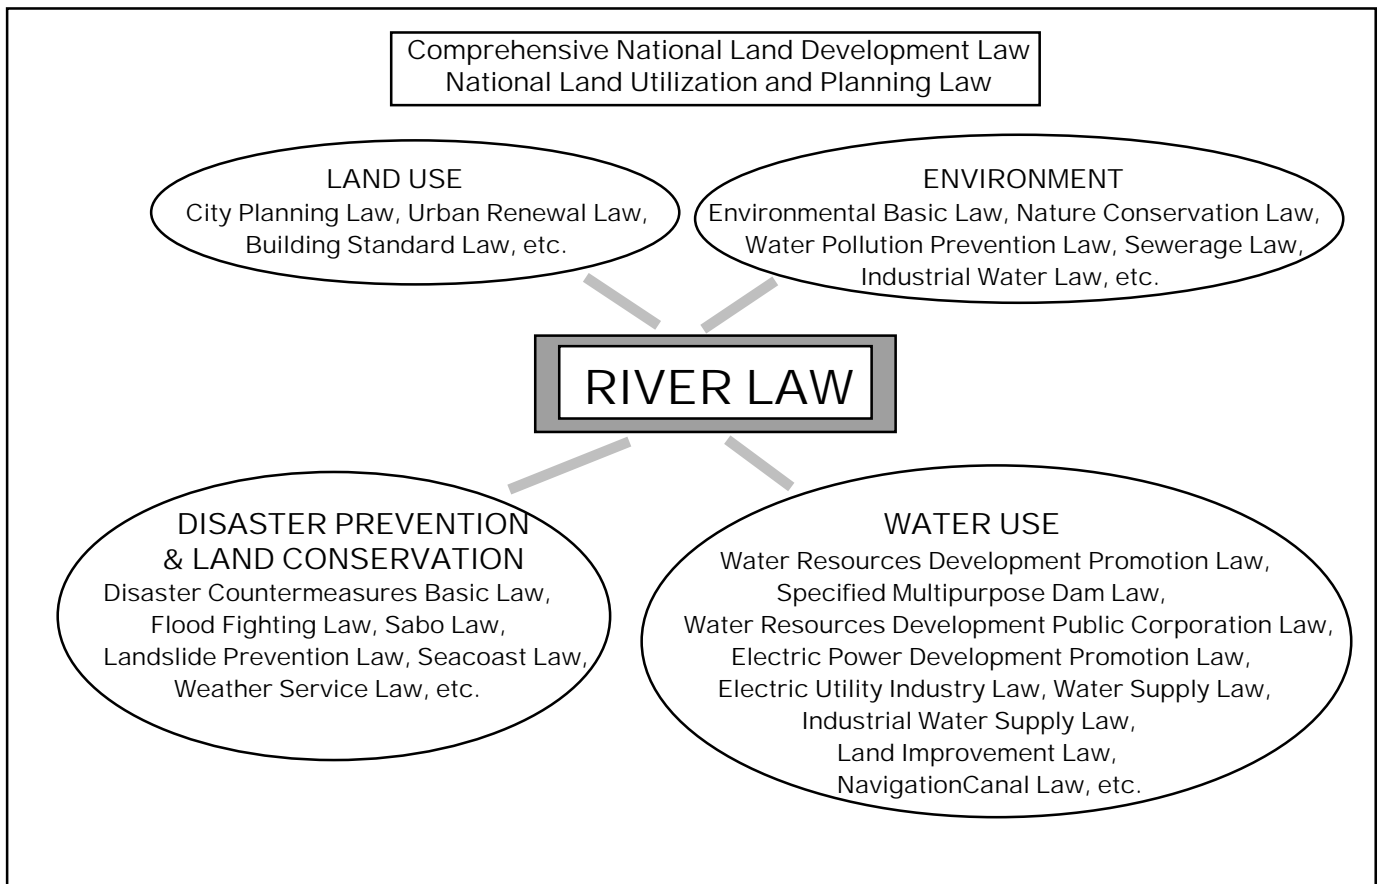 Comprehensive National Land Development Law
National Land Utilization and Planning Law
LAND USE
City Planning Law, Urban Renewal Law,
Building Standard Law, etc.
ENVIRONMENT
Environmental Basic Law, Nature Conservation Law,
Water Pollution Prevention Law, Sewerage Law,
Industrial Water Law, etc.
RIVER LAW
DISASTER PREVENTION
& LAND CONSERVATION
Disaster Countermeasures Basic Law,
Flood Fighting Law, Sabo Law,
Landslide Prevention Law, Seacoast Law,
Weather Service Law, etc.
WATER USE
Water Resources Development Promotion Law,
Specified Multipurpose Dam Law,
Water Resources Development Public Corporation Law,
Electric Power Development Promotion Law,
Electric Utility Industry Law, Water Supply Law,
Industrial Water Supply Law,
Land Improvement Law,
NavigationCanal Law, etc.